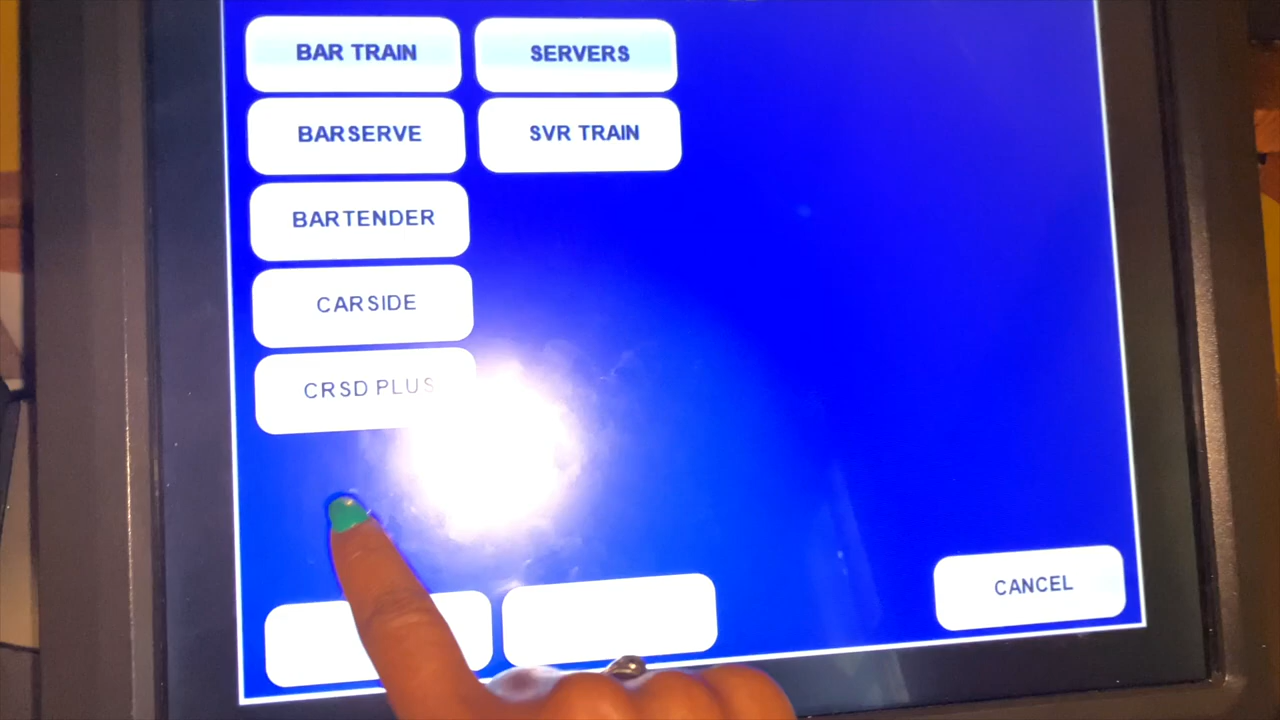 BAR TRAIN
SERVERS
BARSERVE
SVR TRAIN
BARTENDER
CARSIDE
CRSD PLUS
CANCEL